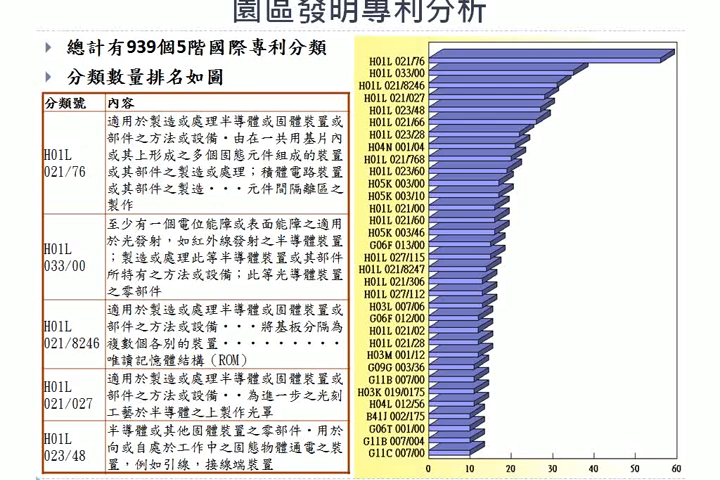 園區發明專利分析
總計有939個5階國際專利分類
分類數量排名如圖
分類號 內容
H01L 021/76
適用於製造或處理半導體或固體裝置或
部件之方法或設備‧由在一共用基片內
或其上形成之多個固態元件組成的裝置
或其部件之製造或處理；積體電路裝置
或其部件之製造‧‧‧元件間隔離區之
製作
H01L 033/00
至少有一個電位能障或表面能障之適用
於光發射，如紅外線發射之半導體裝置
；製造或處理此等半導體裝置或其部件
所特有之方法或設備；此等光導體裝置
之零部件
H01L 021/8246
適用於製造或處理半導體或固體裝置或
部件之方法或設備‧‧‧將基板分隔為
複數個各別的裝置‧‧‧‧‧‧‧‧‧
唯讀記憶體結構（ROM）
H01L 021/027
適用於製造或處理半導體或固體裝置或
部件之方法或設備‧‧為進一步之光刻
工藝於半導體之上製作光罩
H01L 023/48
半導體或其他固體裝置之零部件‧用於
向或自處於工作中之固態物體通電之裝
置，例如引線，接線端裝置
H01L 021/76
H01L 033/00
H01L 021/8246
H01L 021/027
H01L 023/48
H01L 021/66
H01L 023/28
H04N 001/04
H01L 021/768
H01L 023/60
H05K 003/00
H05K 003/10
H01L 021/00
H01L 021/60
H05K 003/46
G06F 013/00
H01L 027/115
H01L 021/8247
H01L 021/306
H01L 027/112
H03L 007/06
G06F 012/00
H01L 021/02
H01L 021/28
H03M 001/12
G09G 003/36
G11B 007/00
H03K 019/0175
H04L 012/56
B41J 002/175
G06T 001/00
G11B 007/004
G11C 007/00
0 10 20 30 40 50 60